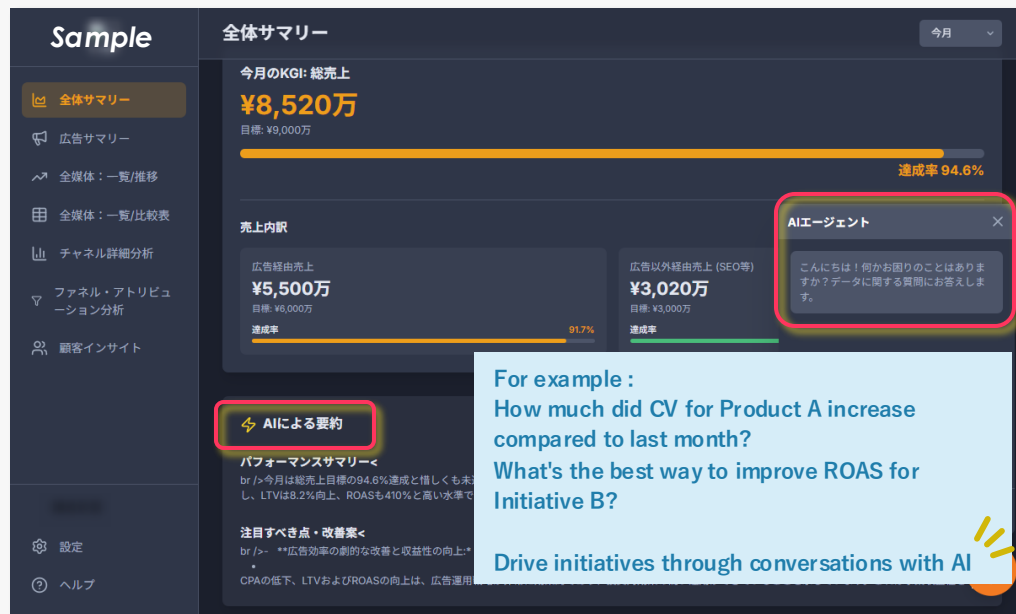 Sample
全体サマリー
今月
全体サマリー
広告サマリー
全媒体：一覧/推移
全媒体：一覧/比較表
チャネル詳細分析
ファネル・アトリビュ
ーション分析
顧客インサイト
設定
ヘルプ
今月のKGI: 総売上
¥8,520万
目標: ¥9,000万
達成率 94.6%
売上内訳
広告経由売上
¥5,500万
目標: ¥6,000万
達成率
91.7%
広告以外経由売上 (SEO等)
¥3,020万
目標: ¥3,000万
達成率
AIエージェント
こんにちは！何かお困りのことはありま
すか？データに関する質問にお答えしま
す。
AIによる要約
パフォーマンスサマリー<
br />今月は総売上目標の94.6%達成と惜しくも未
し、LTVは8.2%向上、ROASも410%と高い水準で
注目すべき点・改善案<
br />- **広告効率の劇的な改善と収益性の向上:*
•
CPAの低下、LTVおよびROASの向上は、広告運用
For example :
How much did CV for Product A increase
compared to last month?
What's the best way to improve ROAS for
Initiative B?
Drive initiatives through conversations with AI